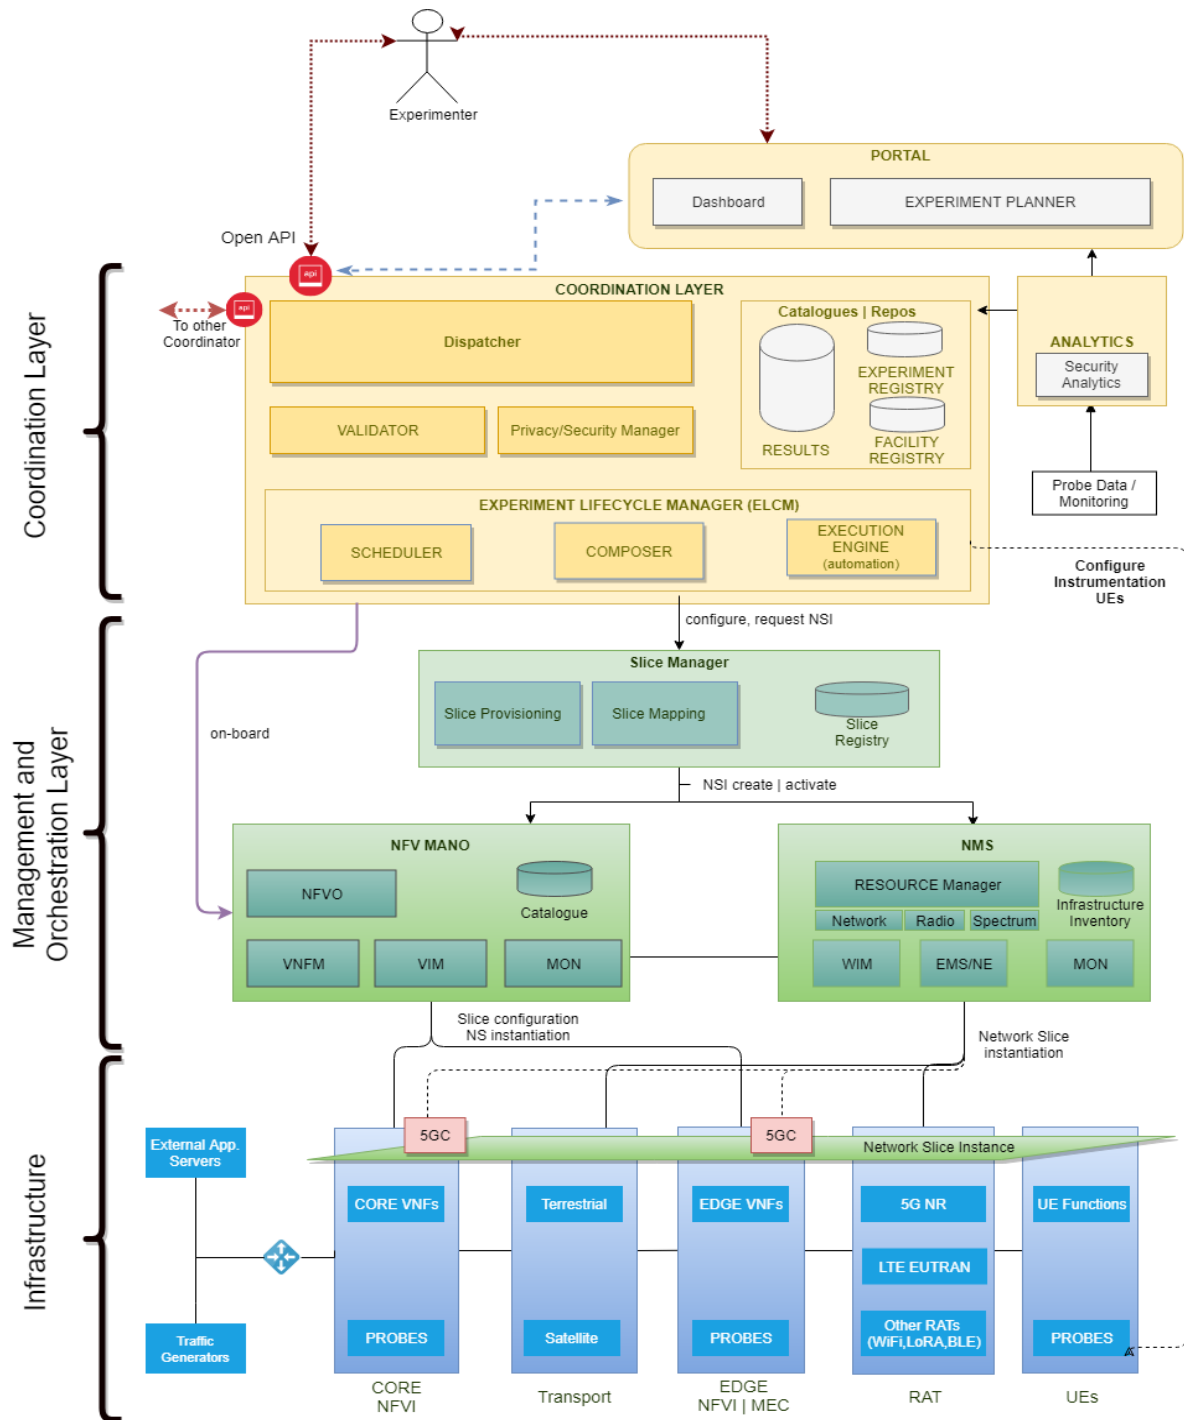 Experimenter
PORTAL
Dashboard
EXPERIMENT PLANNER
Open API
api
api
To other
Coordinator
COORDINATION LAYER
Dispatcher
Catalogues | Repos
EXPERIMENT
REGISTRY
RESULTS
FACILITY
REGISTRY
VALIDATOR
Privacy/Security Manager
ANALYTICS
Security
Analytics
Probe Data /
Monitoring
EXPERIMENT LIFECYCLE MANAGER (ELCM)
SCHEDULER
COMPOSER
EXECUTION
ENGINE
(automation)
Configure
Instrumentation
UEs
Coordination Layer
configure, request NSI
Slice Manager
Slice Provisioning
Slice Mapping
Slice
Registry
on-board
NSI create | activate
Management and
Orchestration Layer
NFV MANO
NFVO
Catalogue
VNFM
VIM
MON
NMS
RESOURCE Manager
Network
Radio
Spectrum
Infrastructure
Inventory
WIM
EMS/NE
MON
Slice configuration
NS instantiation
Network Slice
instantiation
Infrastructure
External App.
Servers
Traffic
Generators
5GC
5GC
Network Slice Instance
CORE VNFs
Terrestrial
EDGE VNFs
5G NR
UE Functions
LTE EUTRAN
PROBES
Satellite
PROBES
Other RATs
(WiFi,LoRA,BLE)
PROBES
CORE
NFVI
Transport
EDGE
NFVI | MEC
RAT
UEs